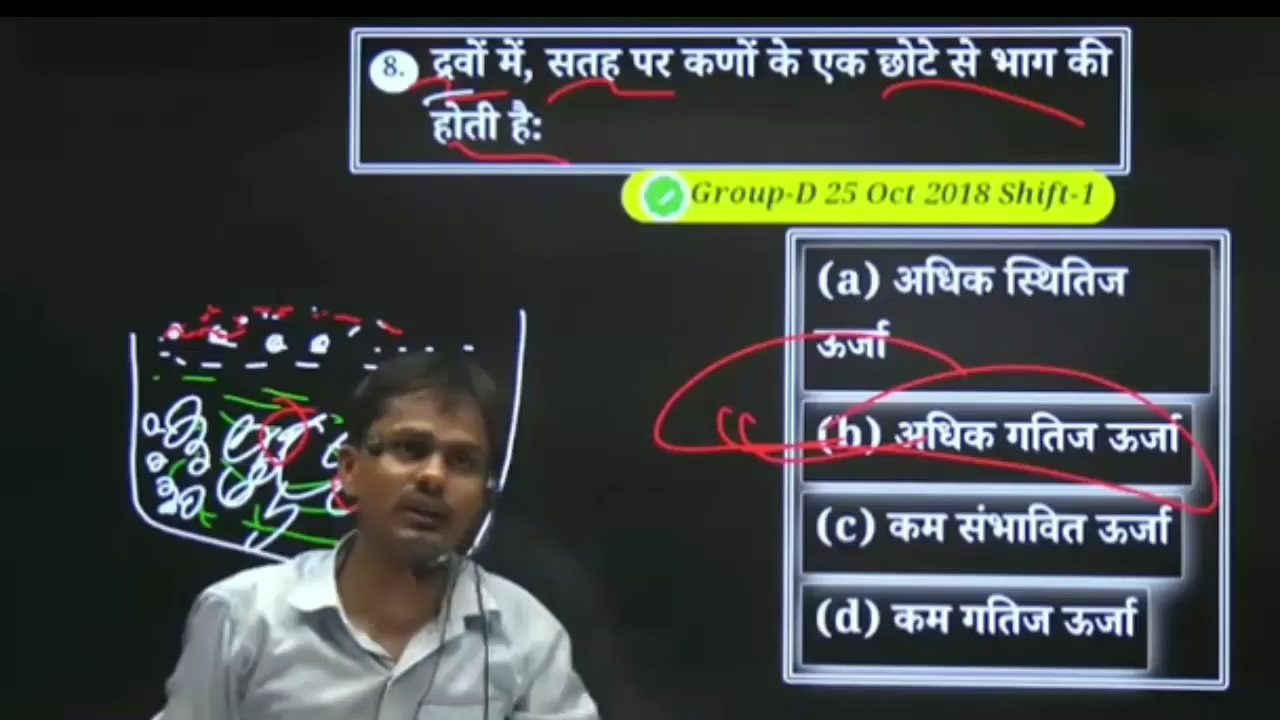 8. द्रवों में, सतह पर कणों के एक छोटे से भाग की
होती है:
Group-D 25 Oct 2018 Shift-1
(a) अधिक स्थितिज
ऊर्जा
(b) अधिक गतिज ऊर्जा
(c) कम संभावित ऊर्जा
(d) कम गतिज ऊर्जा